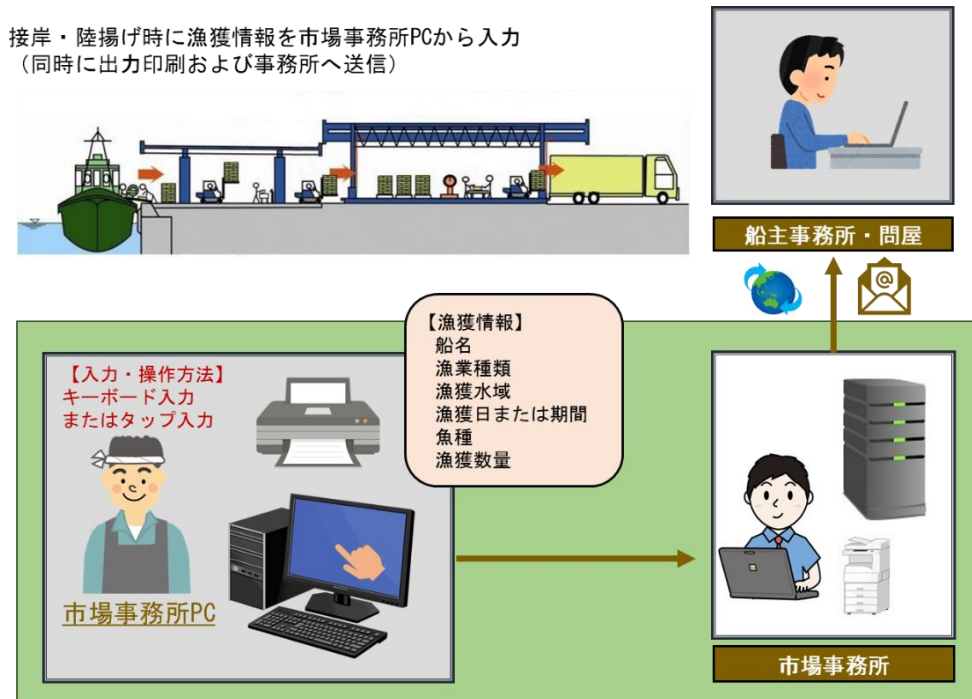 接岸・陸揚げ時に漁獲情報を市場事務所PCから入力
（同時に出力印刷および事務所へ送信）
船主事務所・問屋
@
【漁獲情報】
船名
漁業種類
漁獲水域
漁獲日または期間
魚種
漁獲数量
【入力・操作方法】
キーボード入力
またはタップ入力
市場事務所PC
市場事務所